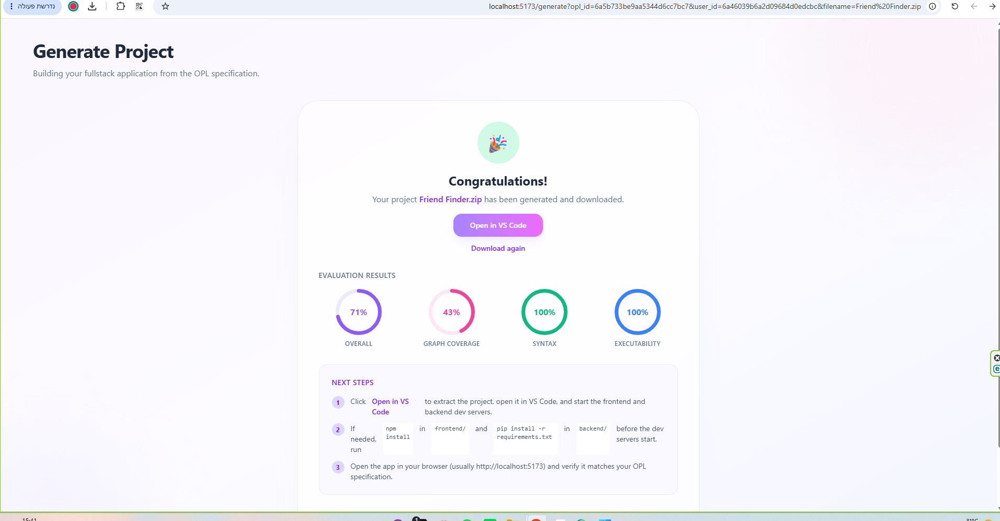 נדרשת פעולה
localhost:5173/generate?opl_id=6a5b733be9aa5344d6cc7bc7&user_id=6a46039b6a2d09684d0edcbc&filename=Friend%20Finder.zip
Generate Project
Building your fullstack application from the OPL specification.
Congratulations!
Your project Friend Finder.zip has been generated and downloaded.
Open in VS Code
Download again
EVALUATION RESULTS
71%
43%
100%
100%
OVERALL
GRAPH COVERAGE
SYNTAX
EXECUTABILITY
NEXT STEPS
1 Click Open in VS Code to extract the project, open it in VS Code, and start the frontend and
backend dev servers.
2 If needed, run npm install in frontend/ and pip install -r requirements.txt in backend/ before the dev servers start.
3 Open the app in your browser (usually http://localhost:5173) and verify it matches your OPL
specification.
15:41
31°C